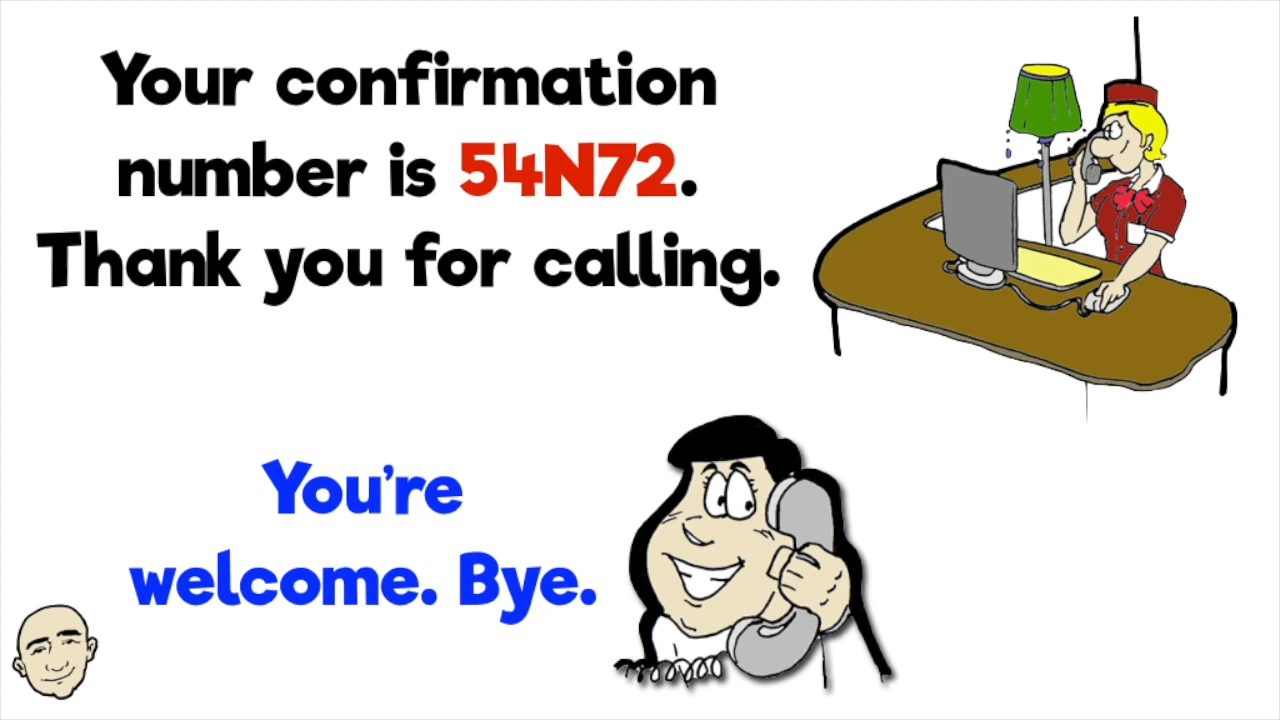 Your confirmation
number is 54N72.
Thank you for calling.
You're
welcome. Bye.